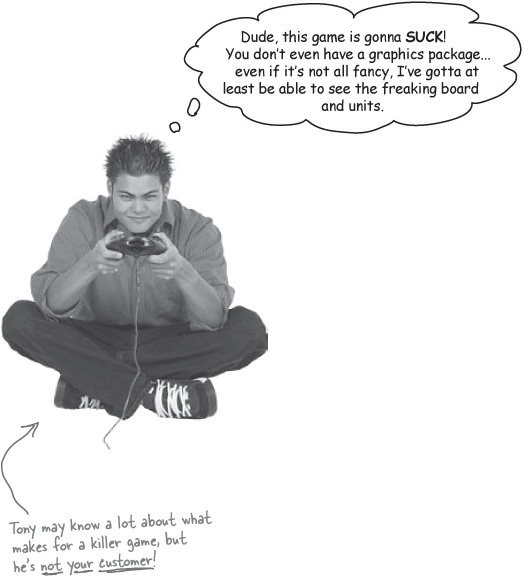 Dude, this game is gonna SUCK!
You don't even have a graphics package...
even if it's not all fancy, I've gotta at
least be able to see the freaking board
and units.
Tony may know a lot about what
makes for a killer game, but
he's not your customer!